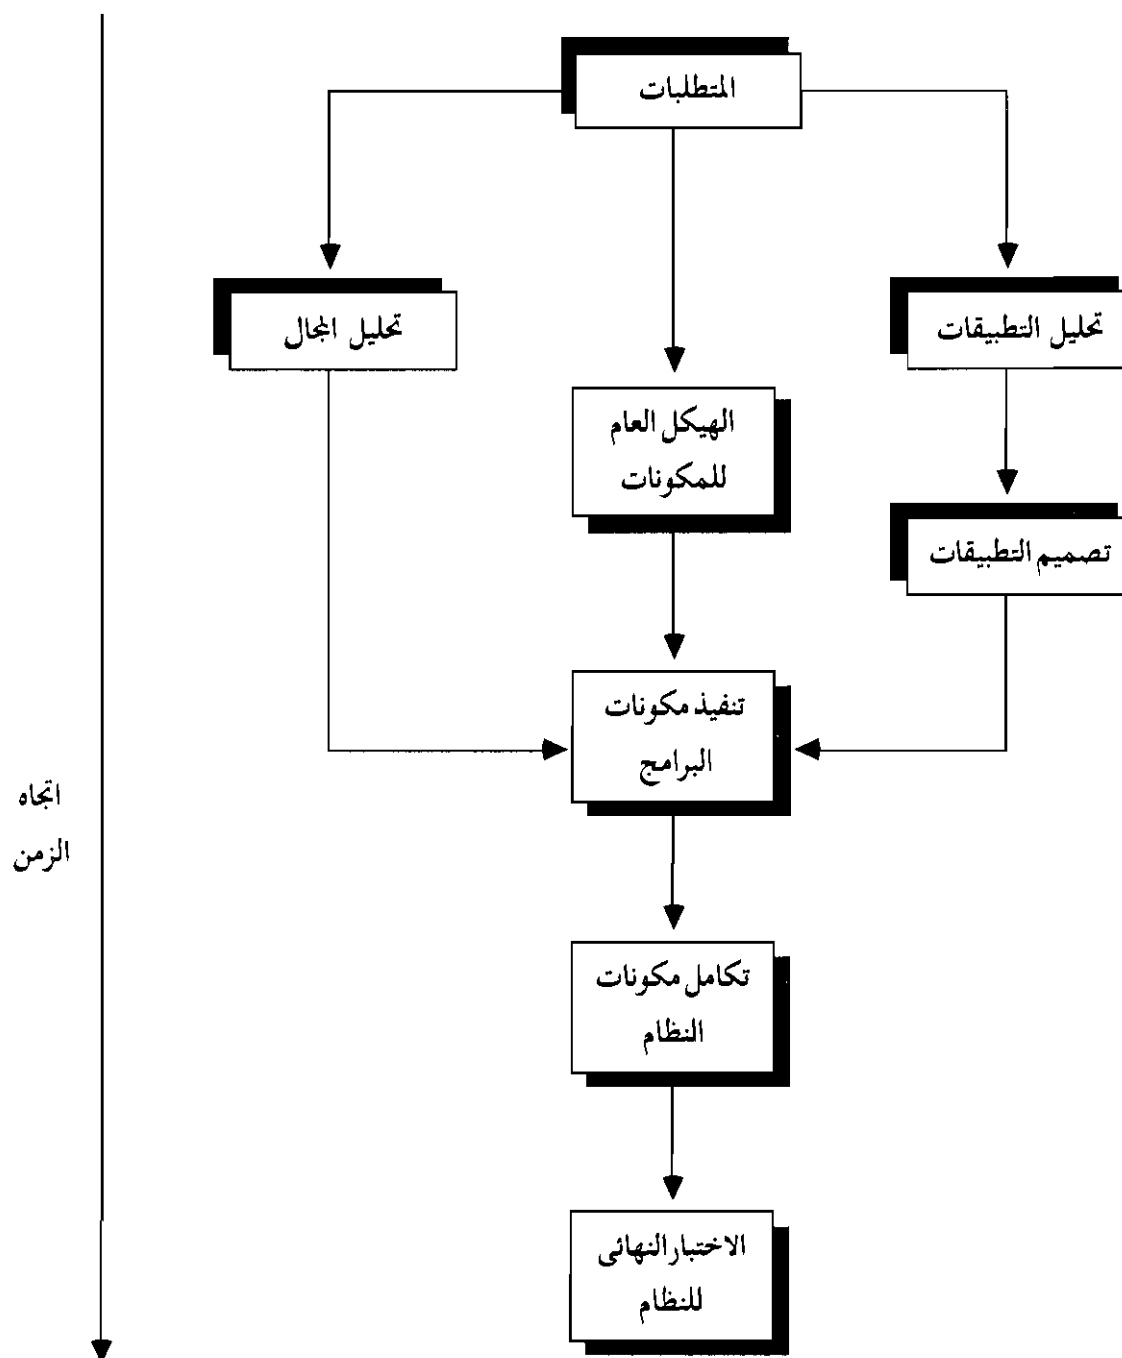 المتطلبات
تحليل التطبيقات
تحليل المجال
الهيكل العام
للمكونات
تصميم التطبيقات
تنفيذ مكونات
البرامج
اتجاه
الزمن
تكامل مكونات
النظام
الاختبار النهائى
للنظام